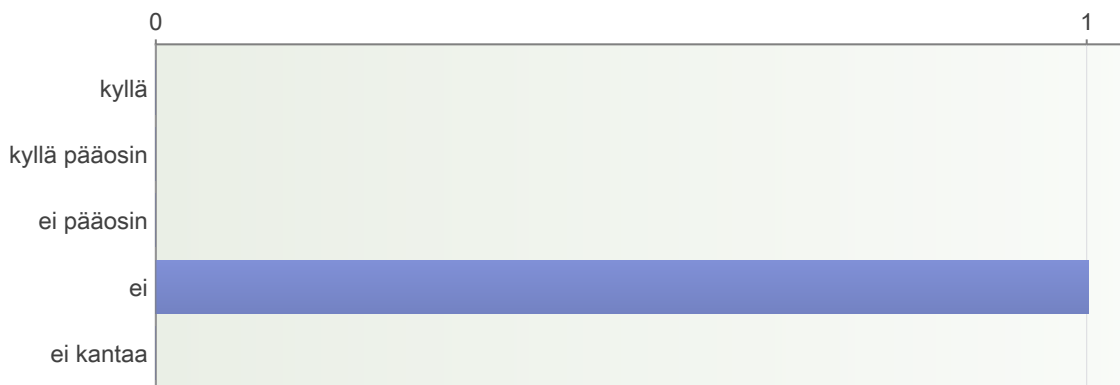 0 1
kyllä
kyllä pääosin
ei pääosin
ei
ei kantaa